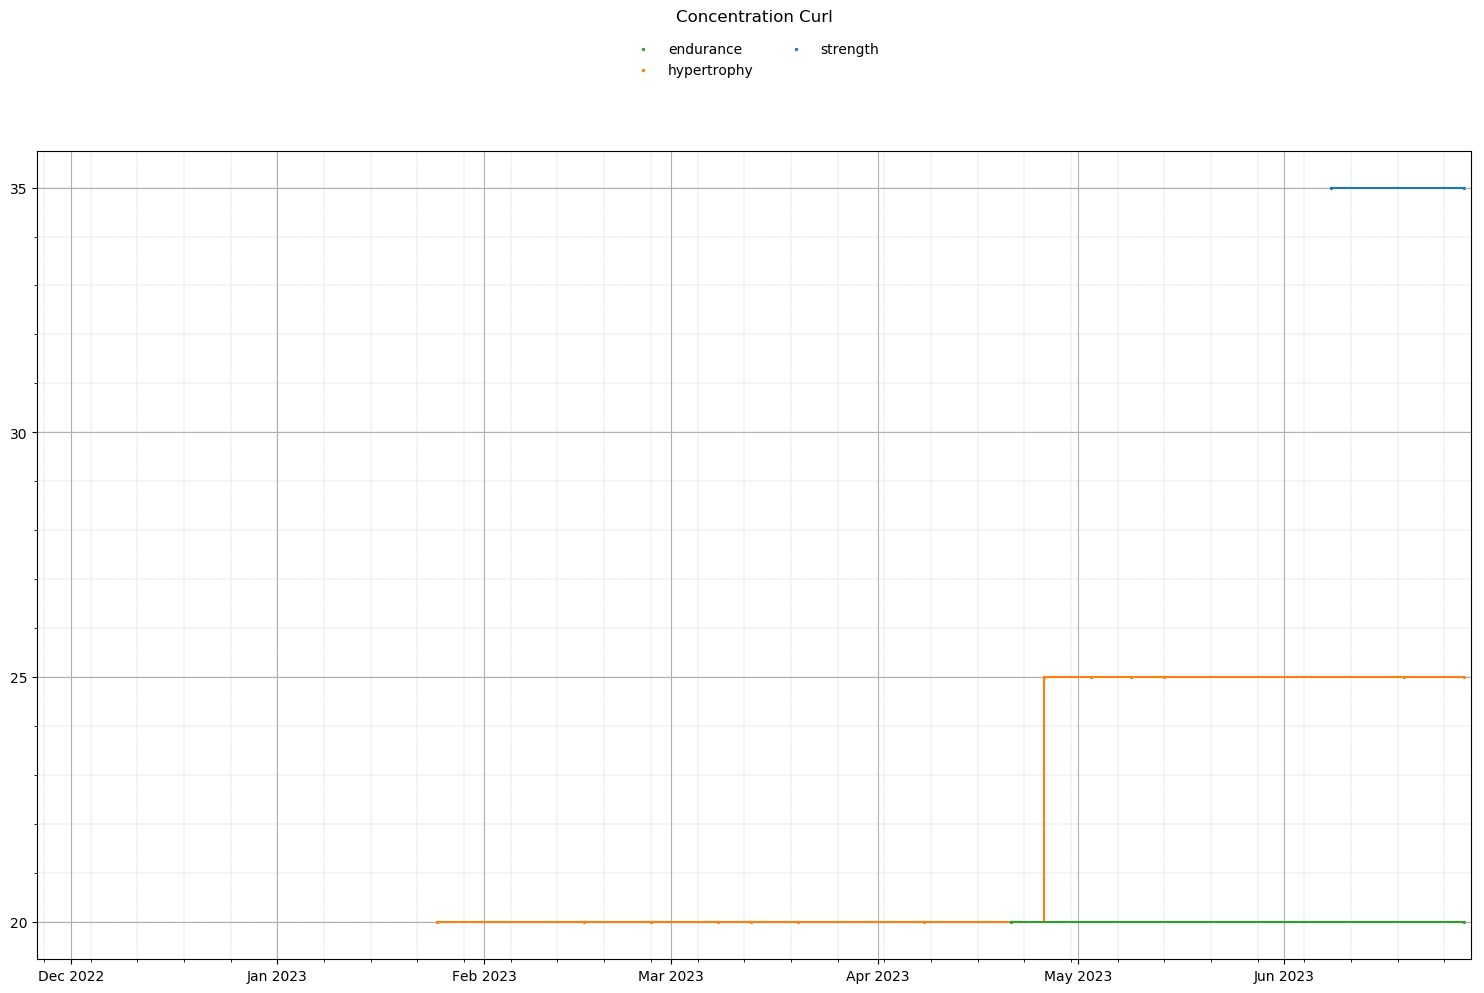 Concentration Curl
endurance strength
hypertrophy
35
30
25
20
Dec 2022 Jan 2023 Feb 2023 Mar 2023 Apr 2023 May 2023 Jun 2023